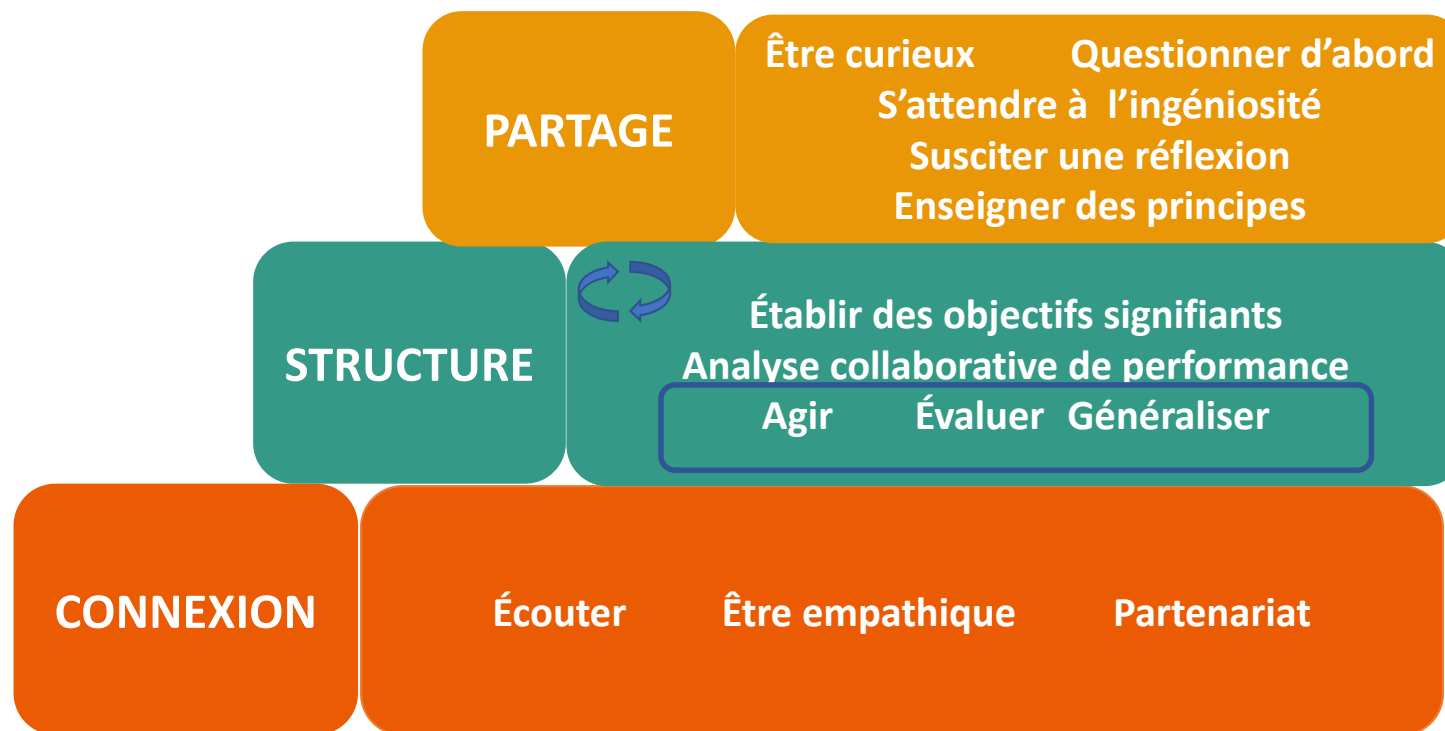 PARTAGE
Être curieux Questionner d’abord
S’attendre à l’ingéniosité
Susciter une réflexion
Enseigner des principes
STRUCTURE
Établir des objectifs signifiants
Analyse collaborative de performance
Agir Évaluer Généraliser
CONNEXION
Écouter Être empathique Partenariat